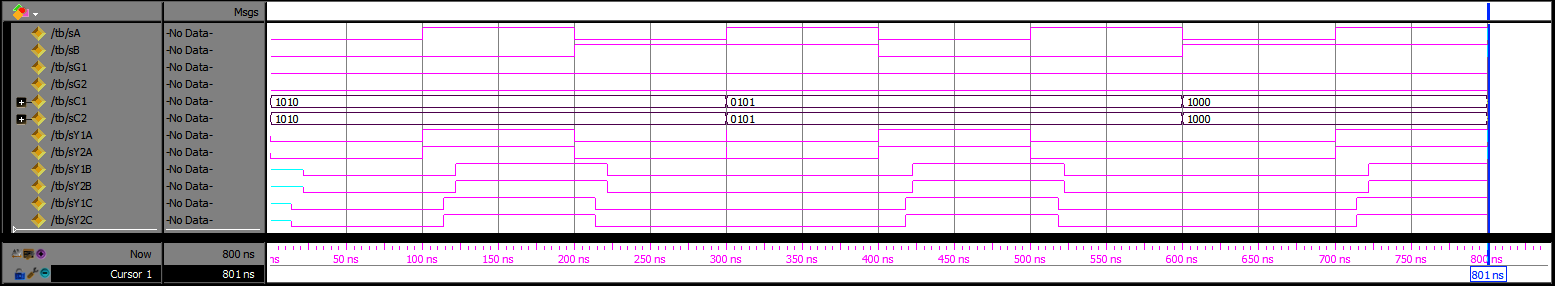 Msgs
/tb/sA -No Data-
/tb/sB -No Data-
/tb/sG1 -No Data-
/tb/sG2 -No Data-
/tb/sC1 -No Data- 1010 0101 1000
/tb/sC2 -No Data- 1010 0101 1000
/tb/sY1A -No Data-
/tb/sY2A -No Data-
/tb/sY1B -No Data-
/tb/sY2B -No Data-
/tb/sY1C -No Data-
/tb/sY2C -No Data-
Now 800 ns ns 50 ns 100 ns 150 ns 200 ns 250 ns 300 ns 350 ns 400 ns 450 ns 500 ns 550 ns 600 ns 650 ns 700 ns 750 ns 800 ns
Cursor 1 801 ns 801 ns